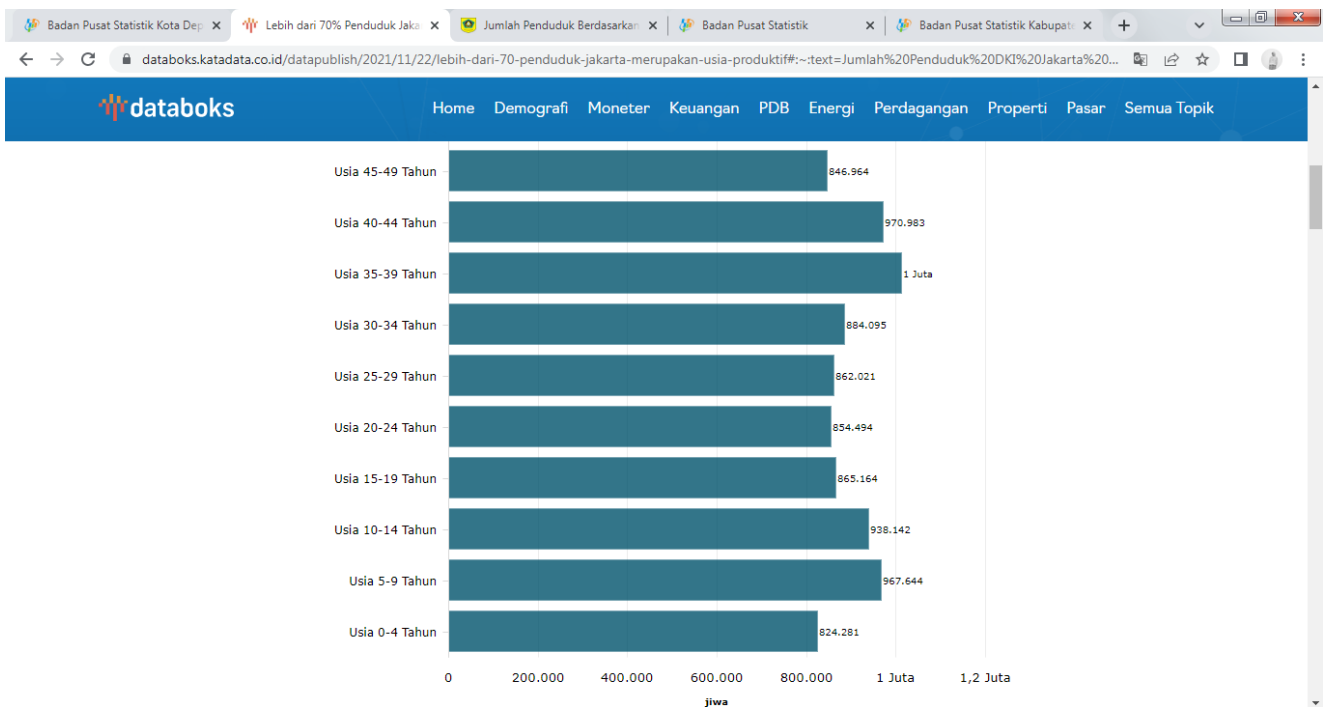 Badan Pusat Statistik Kota Dep
Lebih dari 70% Penduduk Jaka
Jumlah Penduduk Berdasarkan
Badan Pusat Statistik
Badan Pusat Statistik Kabupate
databoks.katadata.co.id/datapublish/2021/11/22/lebih-dari-70-penduduk-jakarta-merupakan-usia-produktif#:~:text=Jumlah%20Penduduk%20DKI%20Jakarta%20...
databoks
Home Demografi Moneter Keuangan PDB Energi Perdagangan Properti Pasar Semua Topik
Usia 45-49 Tahun 846.964
Usia 40-44 Tahun 970.983
Usia 35-39 Tahun 1 Juta
Usia 30-34 Tahun 884.095
Usia 25-29 Tahun 862.021
Usia 20-24 Tahun 854.494
Usia 15-19 Tahun 865.164
Usia 10-14 Tahun 938.142
Usia 5-9 Tahun 967.644
Usia 0-4 Tahun 824.281
0 200.000 400.000 600.000 800.000 1 Juta 1,2 Juta
jiwa